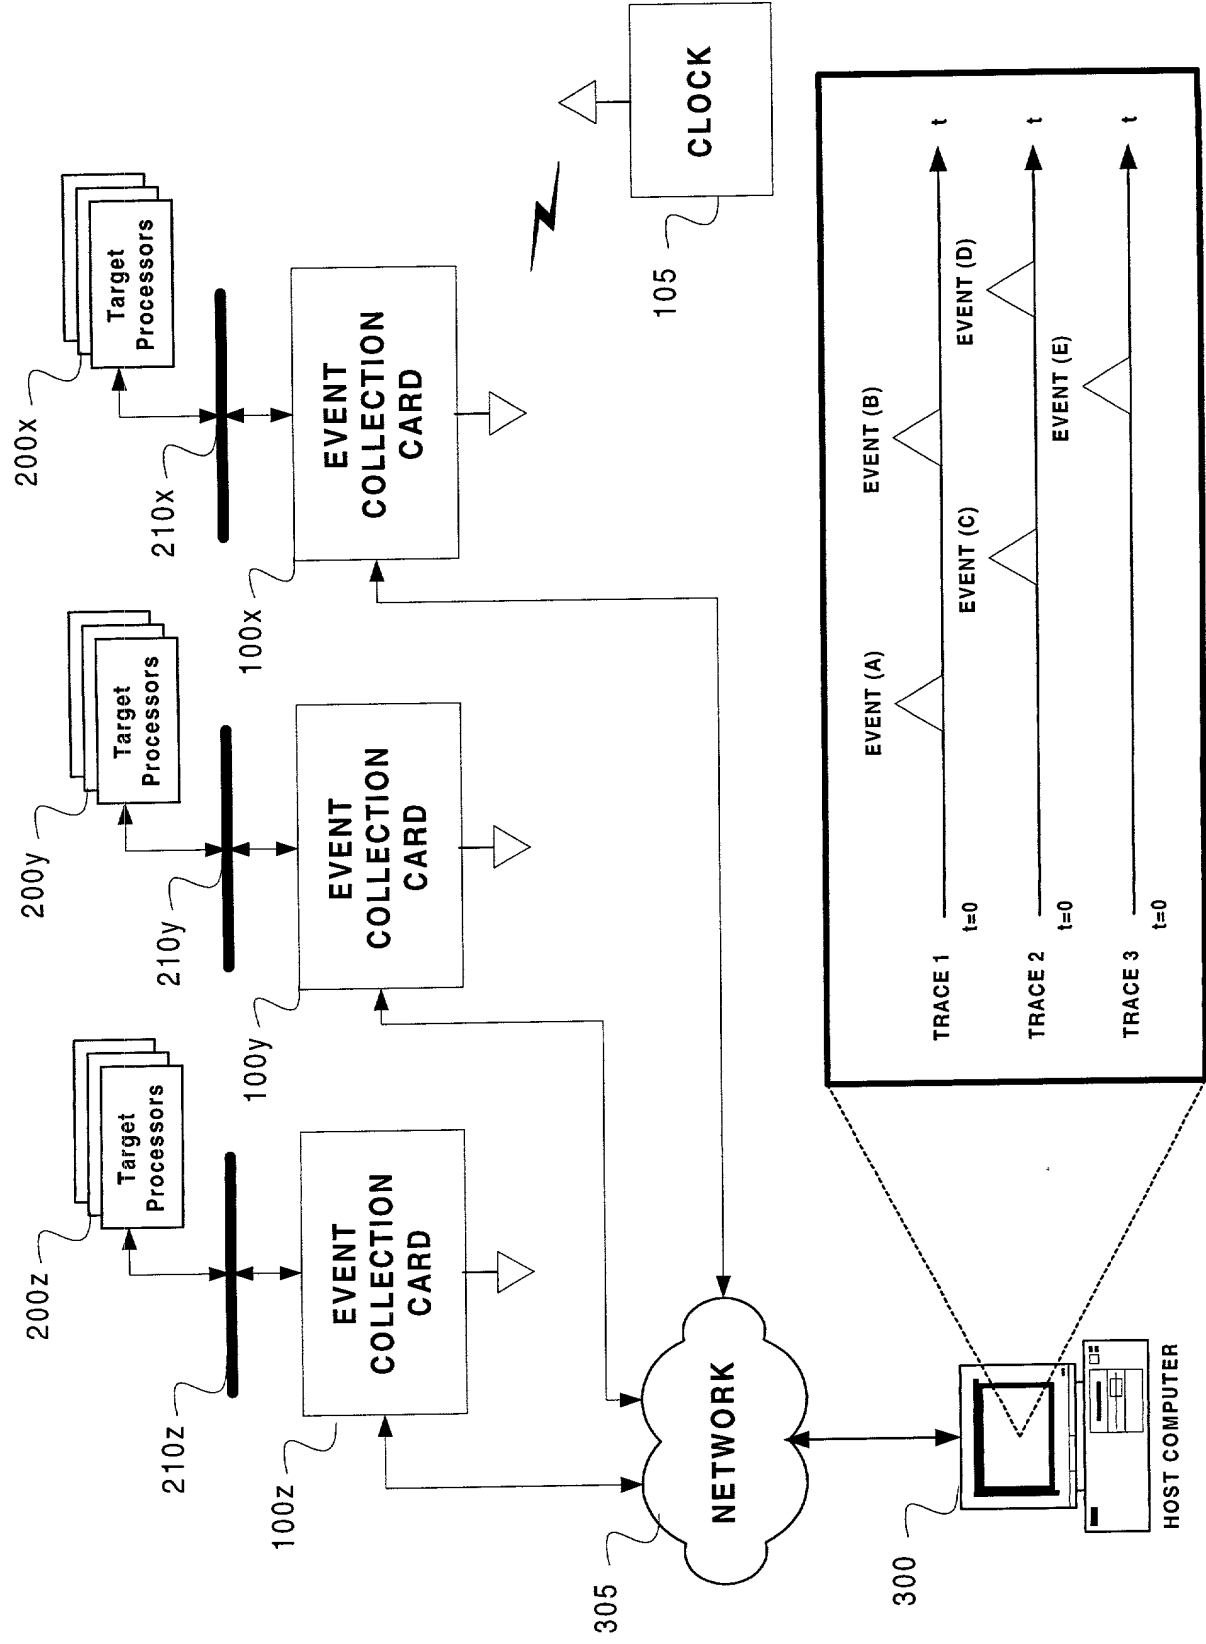 200z
Target
Processors
210z
100z
EVENT
COLLECTION
CARD
200y
Target
Processors
210y
100y
EVENT
COLLECTION
CARD
200x
Target
Processors
210x
100x
EVENT
COLLECTION
CARD
105
CLOCK
305
NETWORK
300
HOST COMPUTER
TRACE 1
t=0
EVENT (A)
EVENT (B)
t
TRACE 2
t=0
EVENT (C)
EVENT (D)
t
TRACE 3
t=0
EVENT (E)
t